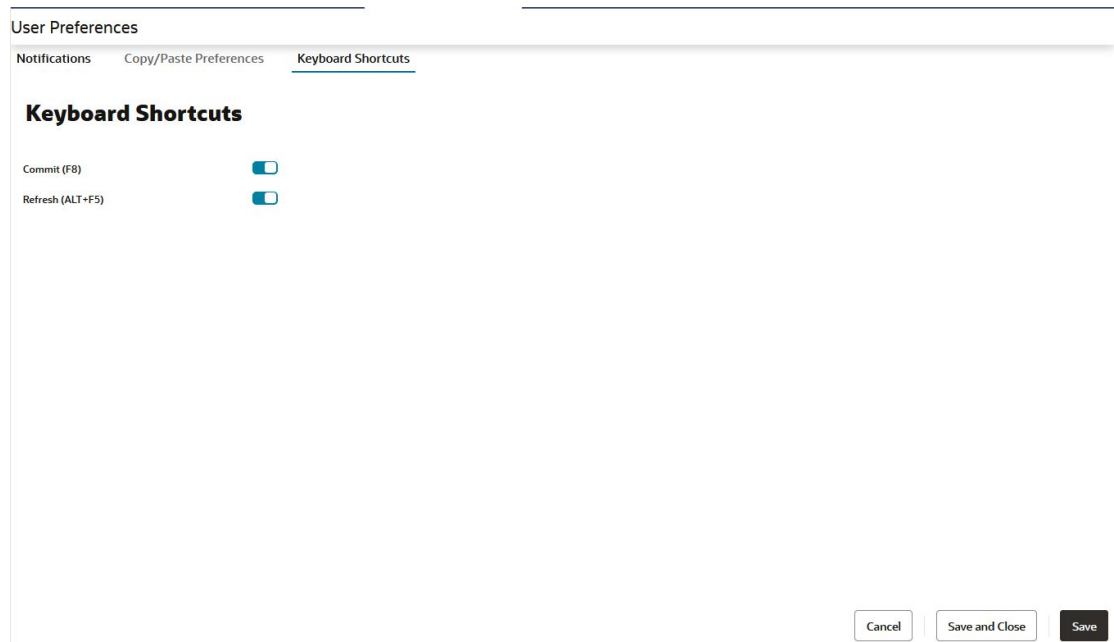 User Preferences
Notifications Copy/Paste Preferences Keyboard Shortcuts
Keyboard Shortcuts
Commit (F8)
Refresh (ALT+F5)
Cancel Save and Close Save